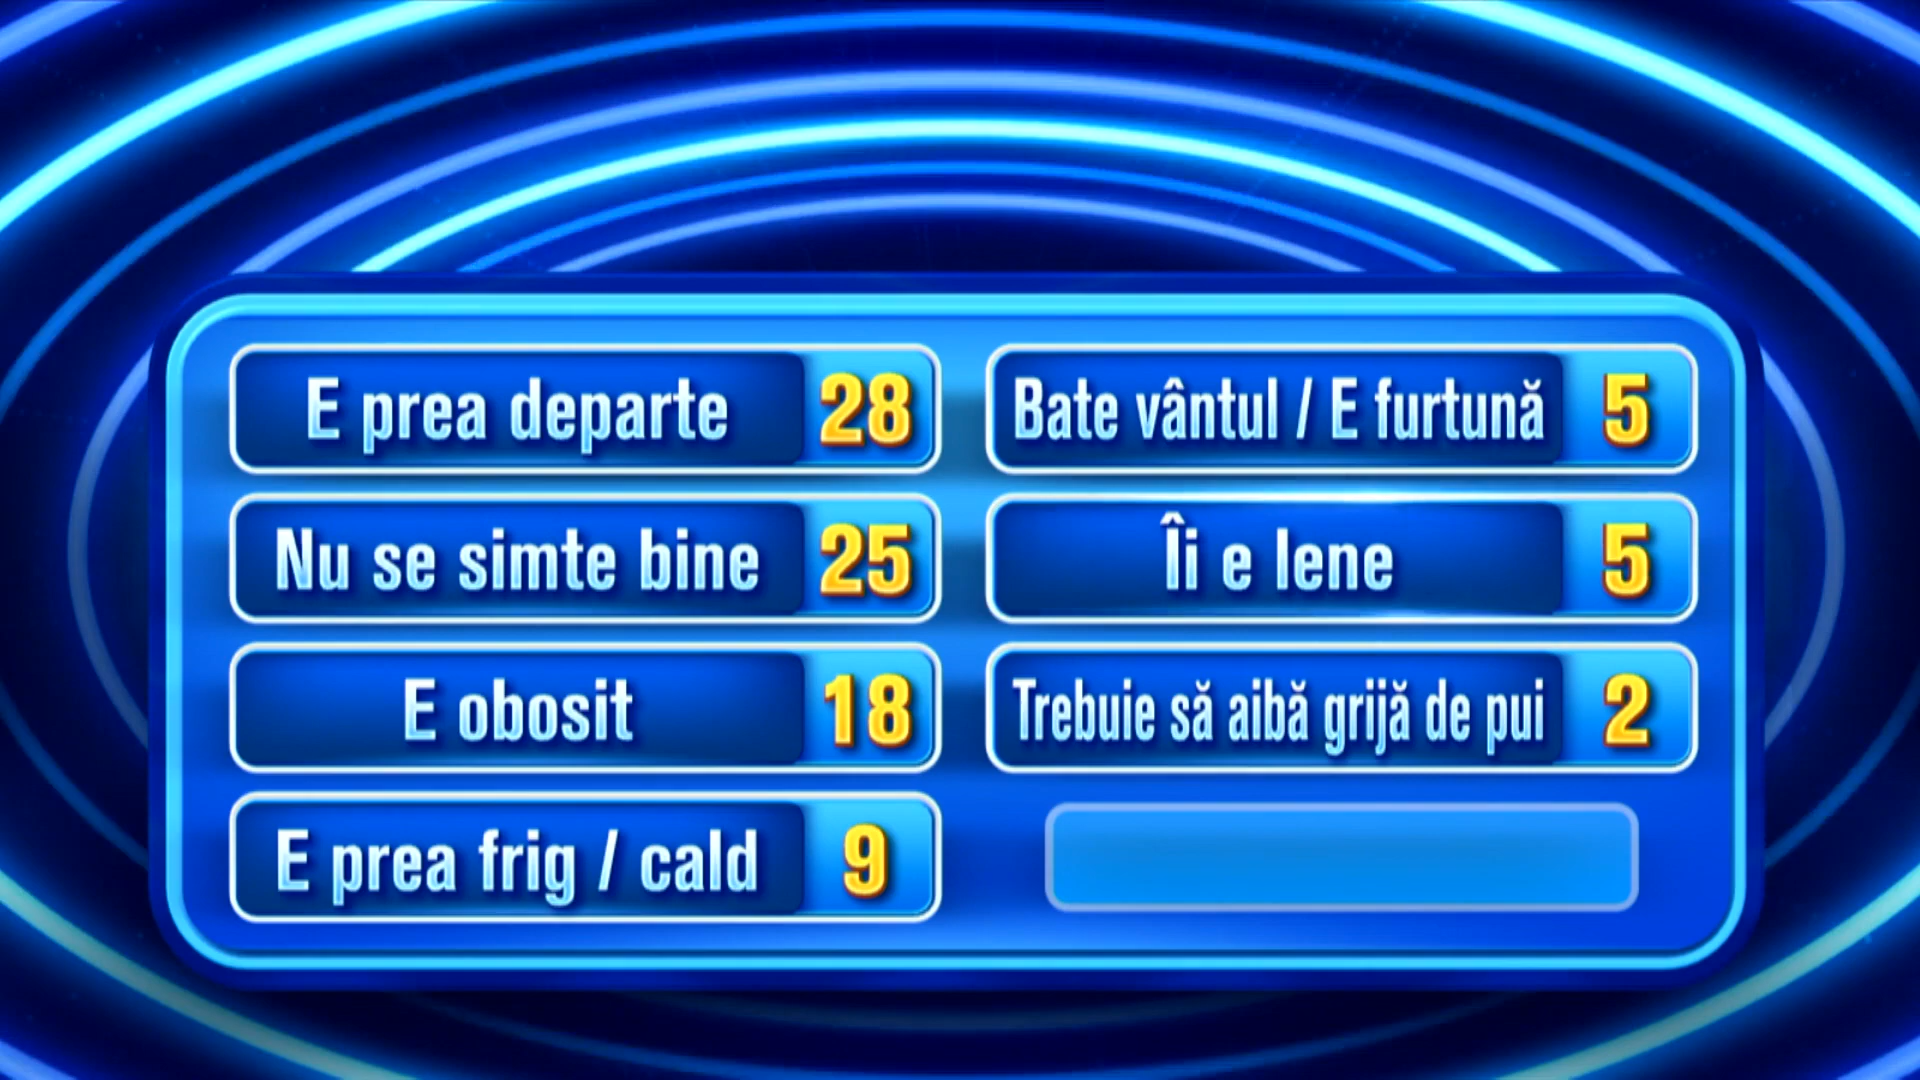 E prea departe 28
Nu se simte bine 25
E obosit 18
E prea frig / cald 9
Bate vântul / E furtună 5
Îi e lene 5
Trebuie să aibă grijă de pui 2